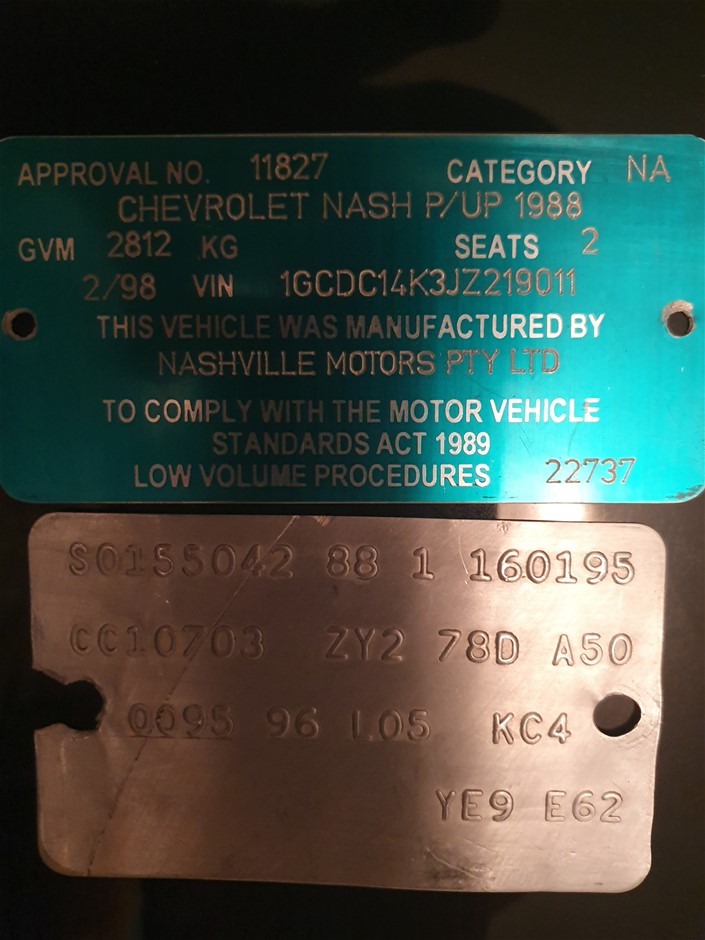 APPROVAL NO. 11827 CATEGORY NA
CHEVROLET NASH P/UP 1988
GVM 2812 KG SEATS 2
2/98 VIN 1GCDC14K3JZ219011
THIS VEHICLE WAS MANUFACTURED BY
NASHVILLE MOTORS PTY LTD
TO COMPLY WITH THE MOTOR VEHICLE
STANDARDS ACT 1989
LOW VOLUME PROCEDURES 22737
S0155042 88 1 160195
CC10703 ZY2 78D A50
0095 96 L05 KC4
YE9 E62